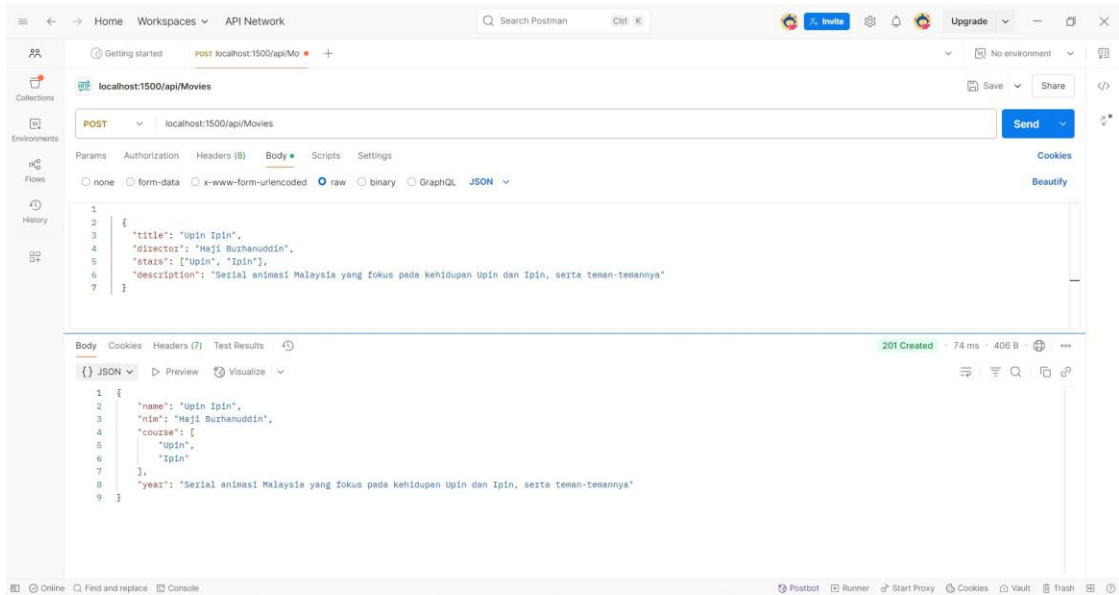 Home Workspaces API Network Search Postman Ctrl K Invite Upgrade
Getting started POST localhost:1500/api/Mo + No environment
HTTP localhost:1500/api/Movies Save Share
Collections
POST localhost:1500/api/Movies Send
Environments
Params Authorization Headers (8) Body Scripts Settings Cookies
Flows
none form-data x-www-form-urlencoded raw binary GraphQL JSON Beautify
History
1
2 {
3 "title": "Upin Ipin",
4 "director": "Haji Burhanuddin",
5 "stars": ["Upin", "Ipin"],
6 "description": "Serial animasi Malaysia yang fokus pada kehidupan Upin dan Ipin, serta teman-temannya"
7 }
Body Cookies Headers (7) Test Results 201 Created 74 ms 406 B
{} JSON Preview Visualize
1 {
2 "name": "Upin Ipin",
3 "nim": "Haji Burhanuddin",
4 "course": [
5 "Upin",
6 "Ipin"
7 ],
8 "year": "Serial animasi Malaysia yang fokus pada kehidupan Upin dan Ipin, serta teman-temannya"
9 }
Online Find and replace Console Postbot Runner Start Proxy Cookies Vault Trash